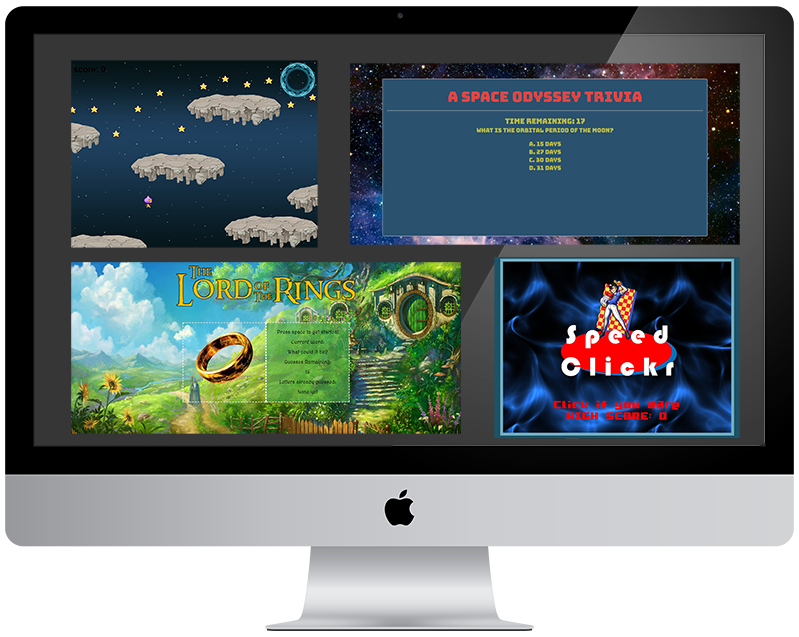 score: 0
A SPACE ODYSSEY TRIVIA
TIME REMAINING: 17
WHAT IS THE ORBITAL PERIOD OF THE MOON?
A. 15 DAYS
B. 27 DAYS
C. 30 DAYS
D. 31 DAYS
THE
LORD OF THE RINGS
Press space to get started!
Current word:
What could it be?
Guesses Remaining:
Letters already guessed:
None yet!
Speed
Clickr
Click if you dare
HIGH SCORE: 0